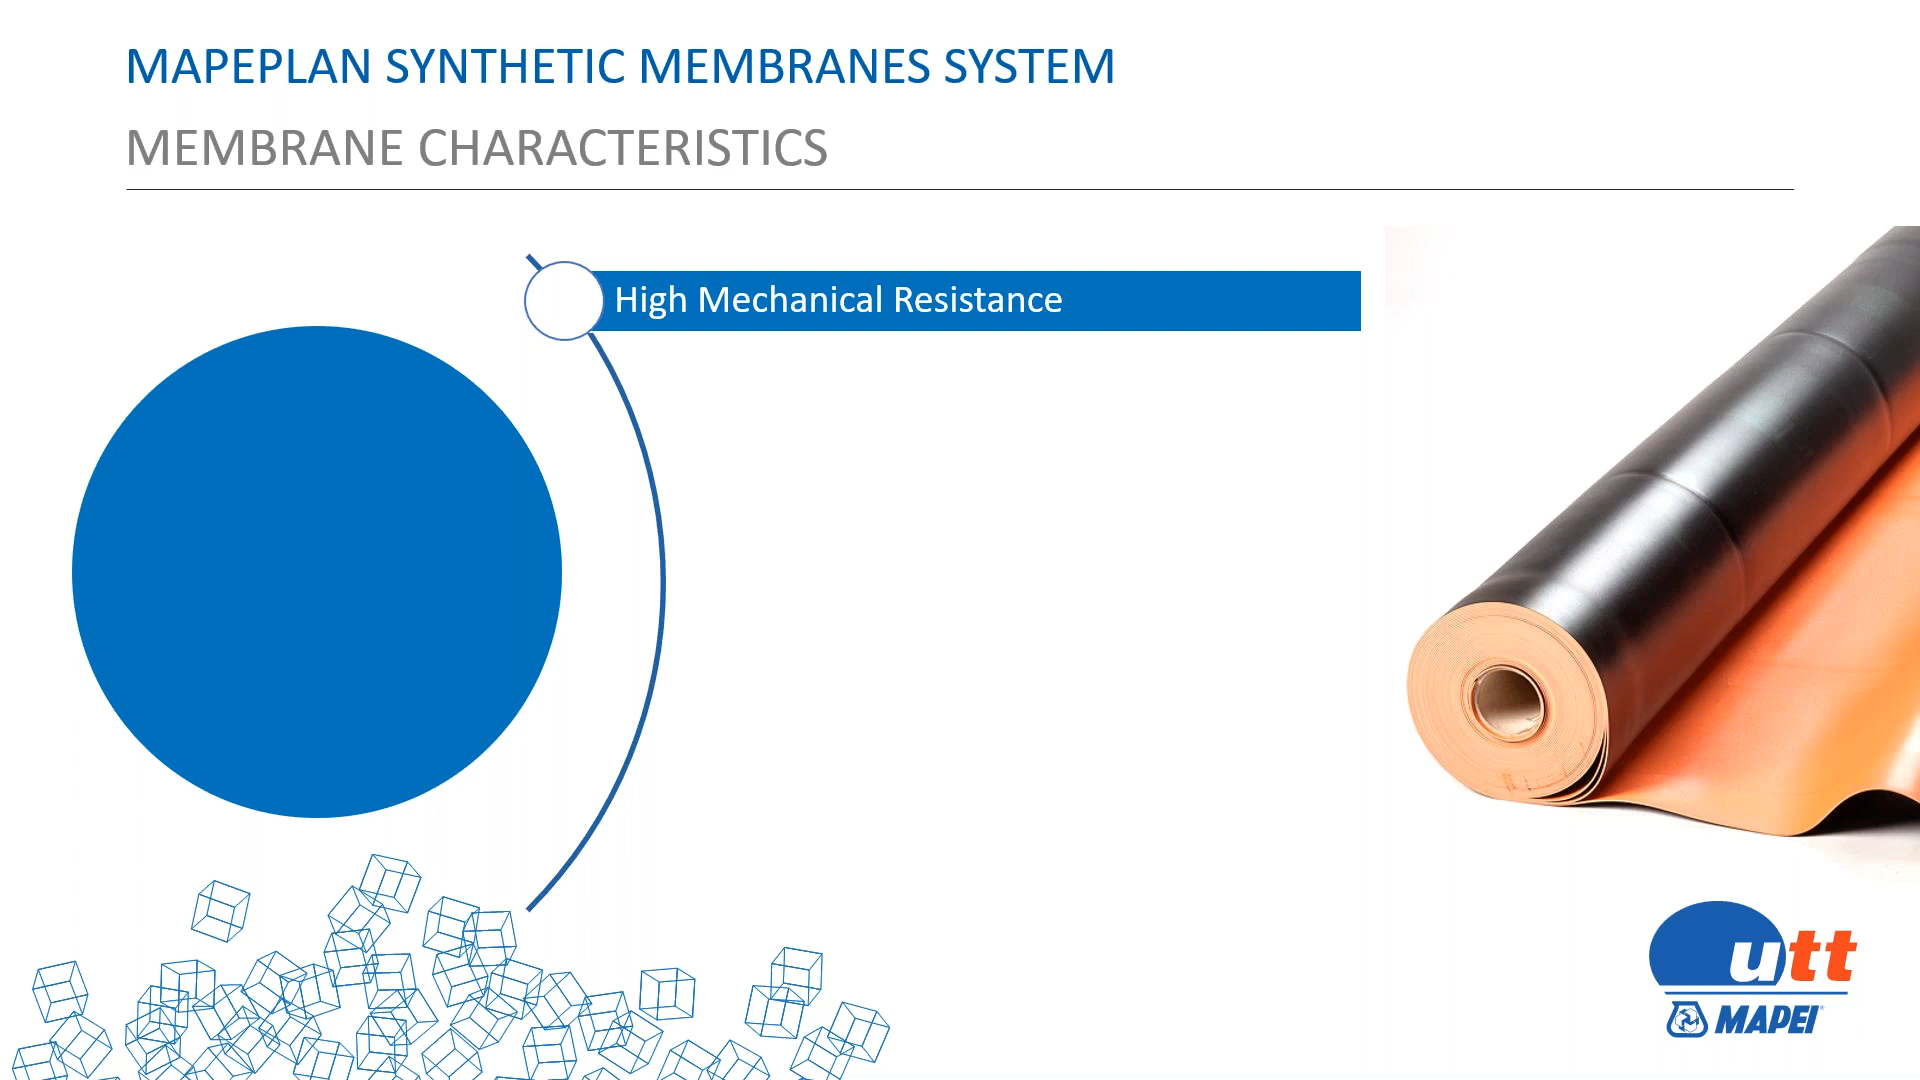 MAPEPLAN SYNTHETIC MEMBRANES SYSTEM
MEMBRANE CHARACTERISTICS
High Mechanical Resistance
utt
MAPEI®